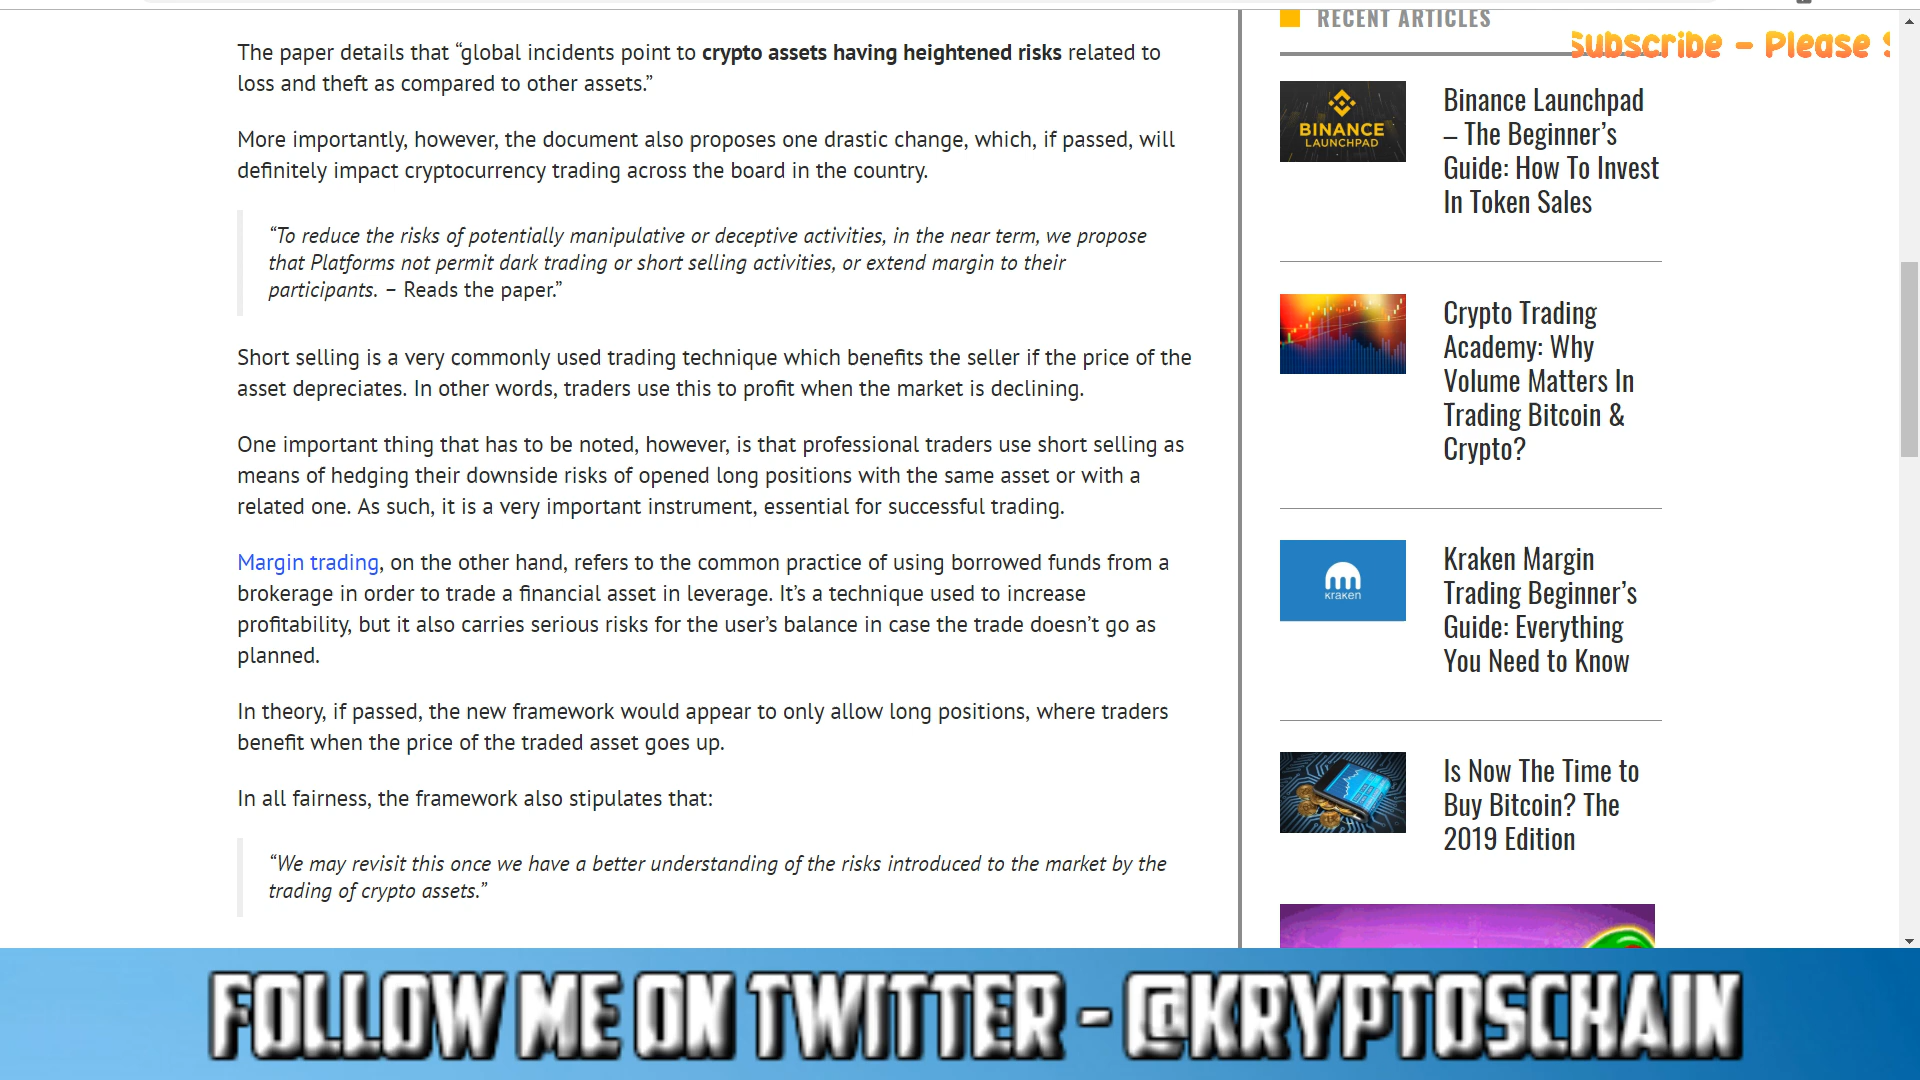 The paper details that “global incidents point to crypto assets having heightened risks related to
loss and theft as compared to other assets.”
More importantly, however, the document also proposes one drastic change, which, if passed, will
definitely impact cryptocurrency trading across the board in the country.
“To reduce the risks of potentially manipulative or deceptive activities, in the near term, we propose
that Platforms not permit dark trading or short selling activities, or extend margin to their
participants. – Reads the paper.”
Short selling is a very commonly used trading technique which benefits the seller if the price of the
asset depreciates. In other words, traders use this to profit when the market is declining.
One important thing that has to be noted, however, is that professional traders use short selling as
means of hedging their downside risks of opened long positions with the same asset or with a
related one. As such, it is a very important instrument, essential for successful trading.
Margin trading, on the other hand, refers to the common practice of using borrowed funds from a
brokerage in order to trade a financial asset in leverage. It’s a technique used to increase
profitability, but it also carries serious risks for the user’s balance in case the trade doesn’t go as
planned.
In theory, if passed, the new framework would appear to only allow long positions, where traders
benefit when the price of the traded asset goes up.
In all fairness, the framework also stipulates that:
“We may revisit this once we have a better understanding of the risks introduced to the market by the
trading of crypto assets.”
RECENT ARTICLES
Subscribe - Please S
BINANCE
LAUNCHPAD
Binance Launchpad
– The Beginner’s
Guide: How To Invest
In Token Sales
Crypto Trading
Academy: Why
Volume Matters In
Trading Bitcoin &
Crypto?
kraken
Kraken Margin
Trading Beginner’s
Guide: Everything
You Need to Know
Is Now The Time to
Buy Bitcoin? The
2019 Edition
FOLLOW ME ON TWITTER - @KRYPTOSCHAIN